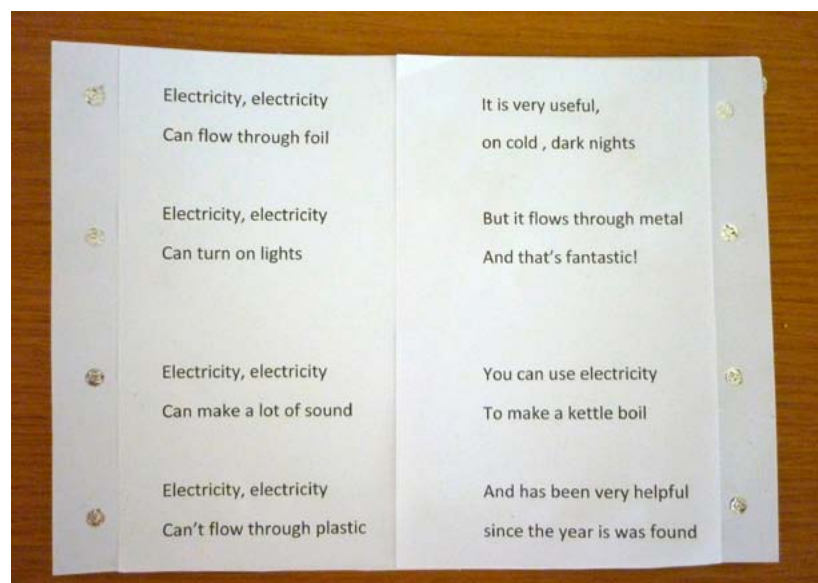 Electricity, electricity
Can flow through foil
Electricity, electricity
Can turn on lights
Electricity, electricity
Can make a lot of sound
Electricity, electricity
Can't flow through plastic
It is very useful,
on cold , dark nights
But it flows through metal
And that's fantastic!
You can use electricity
To make a kettle boil
And has been very helpful
since the year is was found